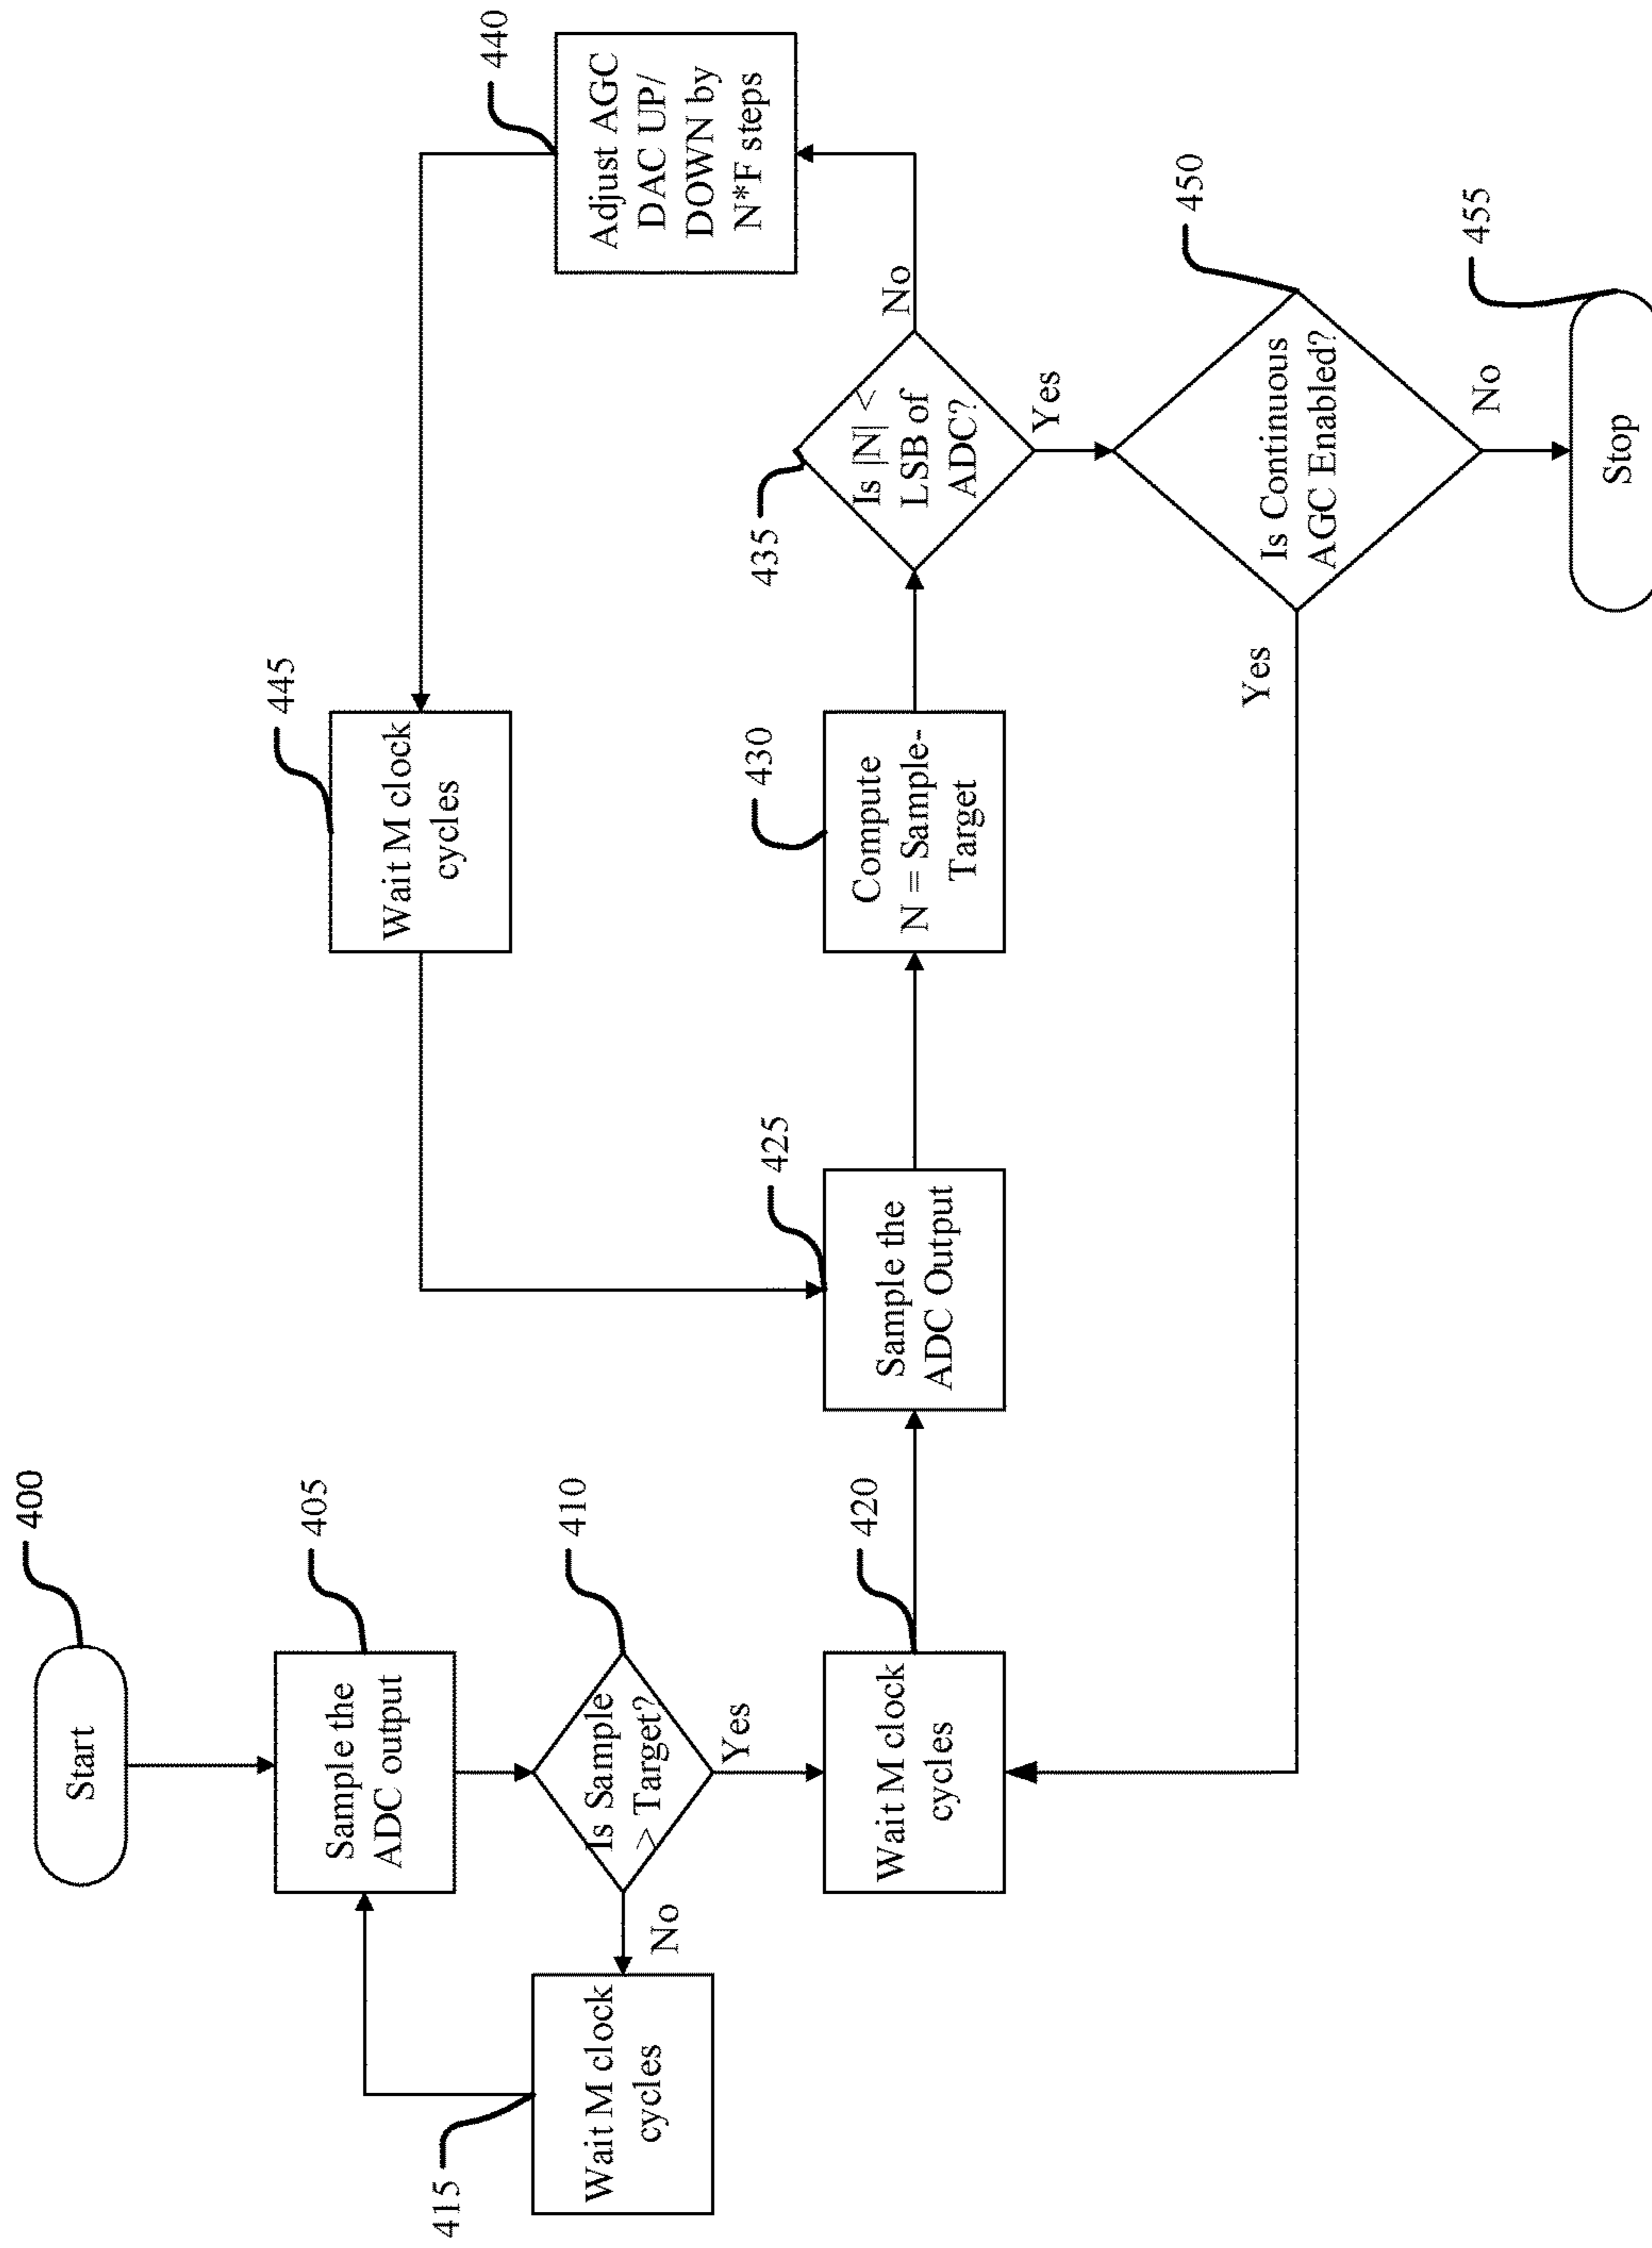 400
Start
405
Sample the
ADC output
410
Is Sample
> Target?
No
Yes
415
Wait M clock
cycles
420
Wait M clock
cycles
425
Sample the
ADC Output
430
Compute
N = Sample-
Target
435
Is |N| <
LSB of
ADC?
No
Yes
440
Adjust AGC
DAC UP/
DOWN by
N*F steps
445
Wait M clock
cycles
450
Is Continuous
AGC Enabled?
Yes
No
455
Stop